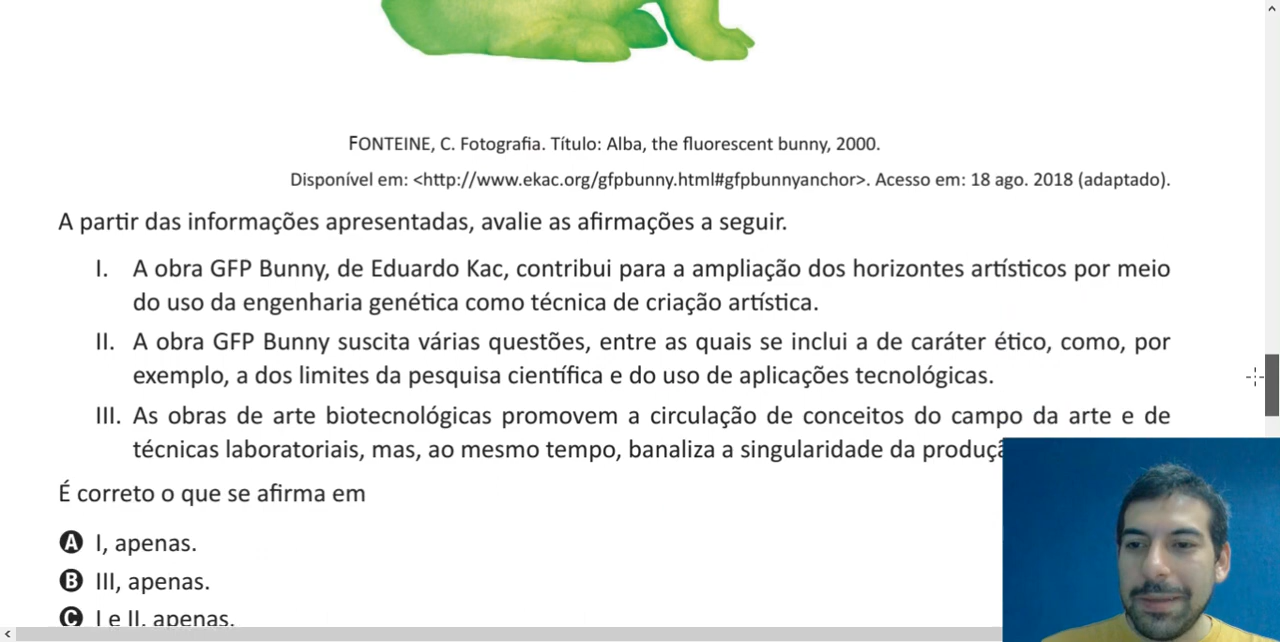 FONTEINE, C. Fotografia. Título: Alba, the fluorescent bunny, 2000.
Disponível em: <http://www.ekac.org/gfpbunny.html#gfpbunnyanchor>. Acesso em: 18 ago. 2018 (adaptado).
A partir das informações apresentadas, avalie as afirmações a seguir.
I. A obra GFP Bunny, de Eduardo Kac, contribui para a ampliação dos horizontes artísticos por meio
do uso da engenharia genética como técnica de criação artística.
II. A obra GFP Bunny suscita várias questões, entre as quais se inclui a de caráter ético, como, por
exemplo, a dos limites da pesquisa científica e do uso de aplicações tecnológicas.
III. As obras de arte biotecnológicas promovem a circulação de conceitos do campo da arte e de
técnicas laboratoriais, mas, ao mesmo tempo, banaliza a singularidade da
É correto o que se afirma em
A I, apenas.
B III, apenas.
C I e II, apenas.